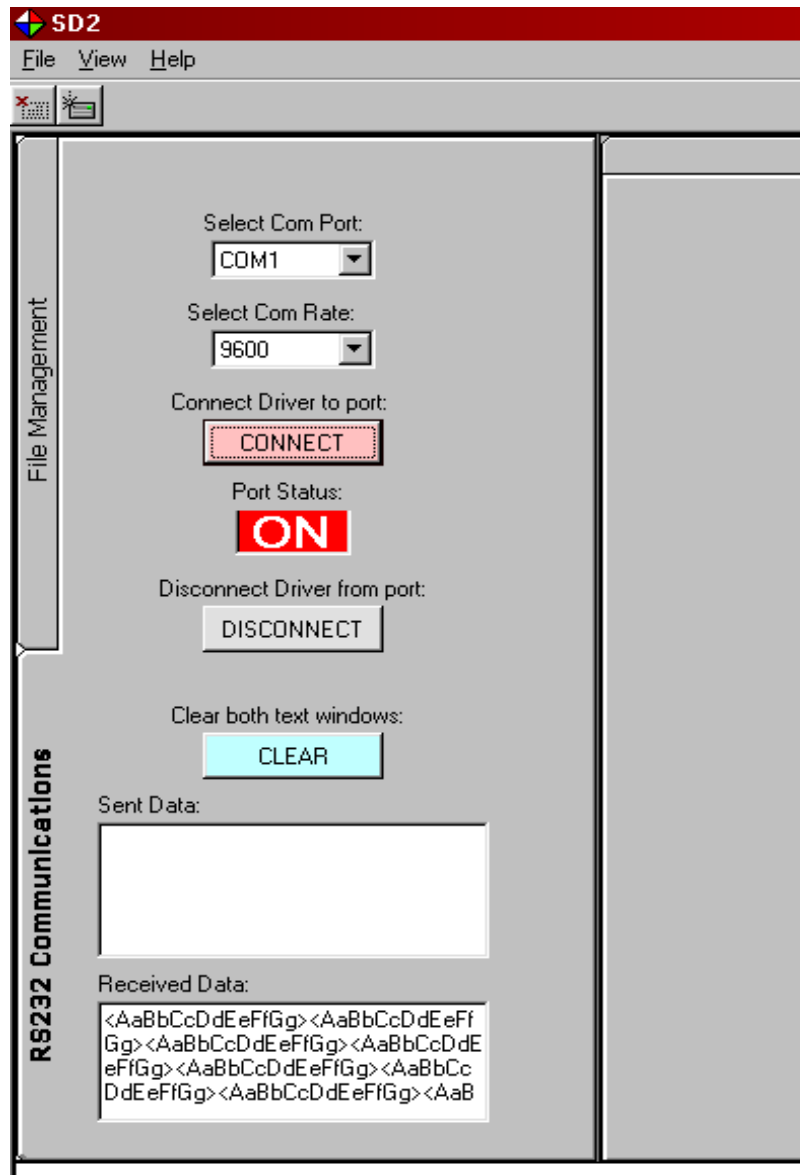 SD2
File View Help
File Management
RS232 Communications
Select Com Port:
COM1
Select Com Rate:
9600
Connect Driver to port:
CONNECT
Port Status:
ON
Disconnect Driver from port:
DISCONNECT
Clear both text windows:
CLEAR
Sent Data:
Received Data:
<AaBbCcDdEeFfGg><AaBbCcDdEeFf
Gg><AaBbCcDdEeFfGg><AaBbCcDdE
eFfGg><AaBbCcDdEeFfGg><AaBbCc
DdEeFfGg><AaBbCcDdEeFfGg><AaB